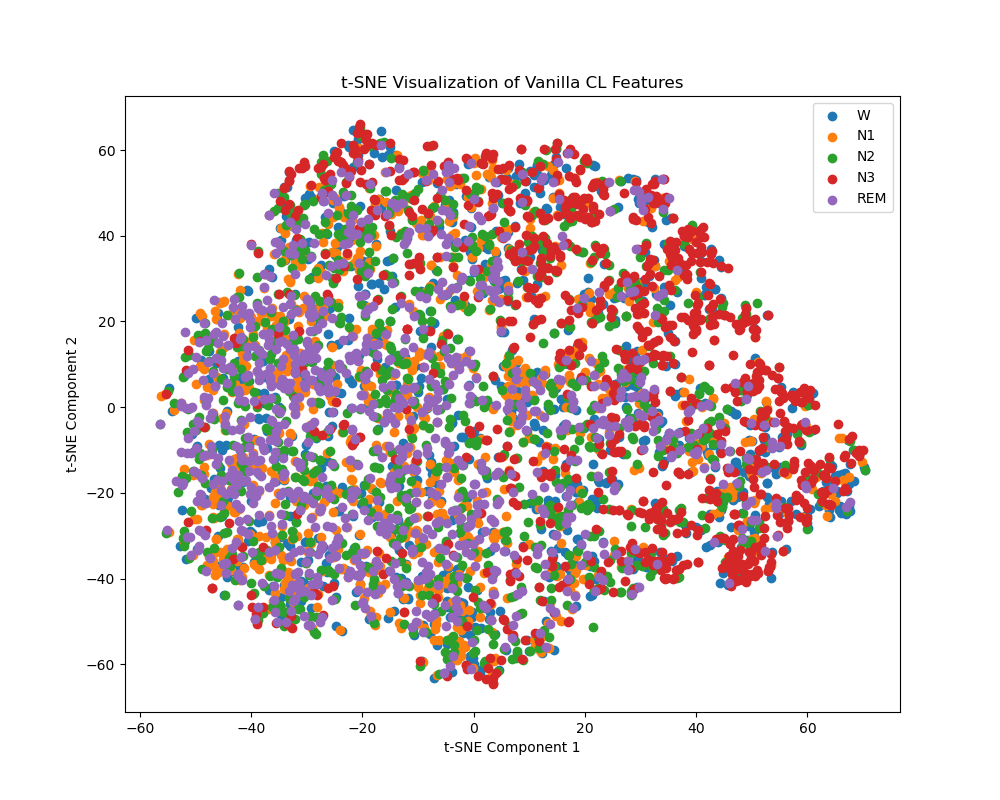 t-SNE Visualization of Vanilla CL Features
W
N1
N2
N3
REM
60
40
20
0
−20
−40
−60
t-SNE Component 2
−60
−40
−20
0
20
40
60
t-SNE Component 1